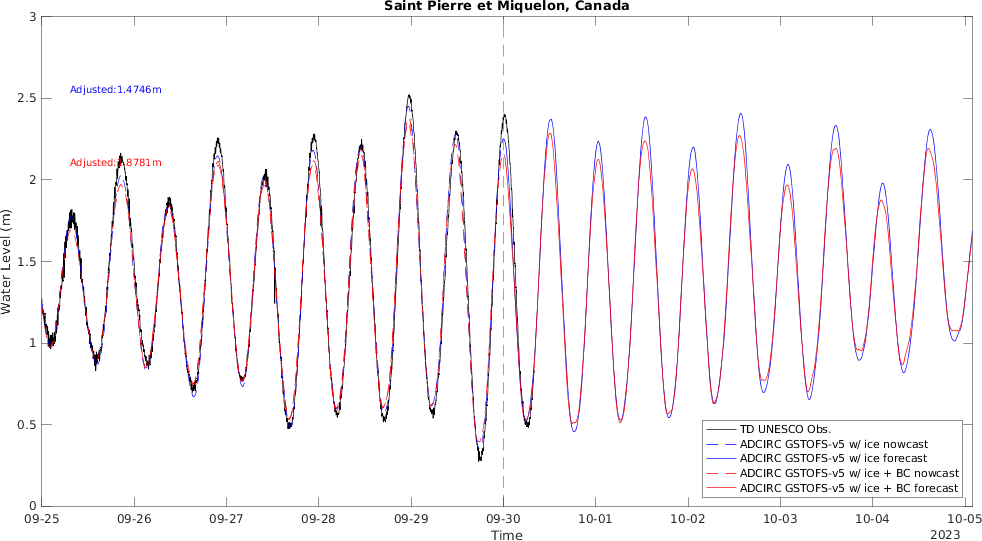 Saint Pierre et Miquelon, Canada
3
2.5
2
1.5
1
0.5
0
Water Level (m)
Adjusted:1.4746m
Adjusted: .8781m
TD UNESCO Obs.
ADCIRC GSTOFS-v5 w/ ice nowcast
ADCIRC GSTOFS-v5 w/ ice forecast
ADCIRC GSTOFS-v5 w/ ice + BC nowcast
ADCIRC GSTOFS-v5 w/ ice + BC forecast
09-25 09-26 09-27 09-28 09-29 09-30 10-01 10-02 10-03 10-04 10-05
Time
2023